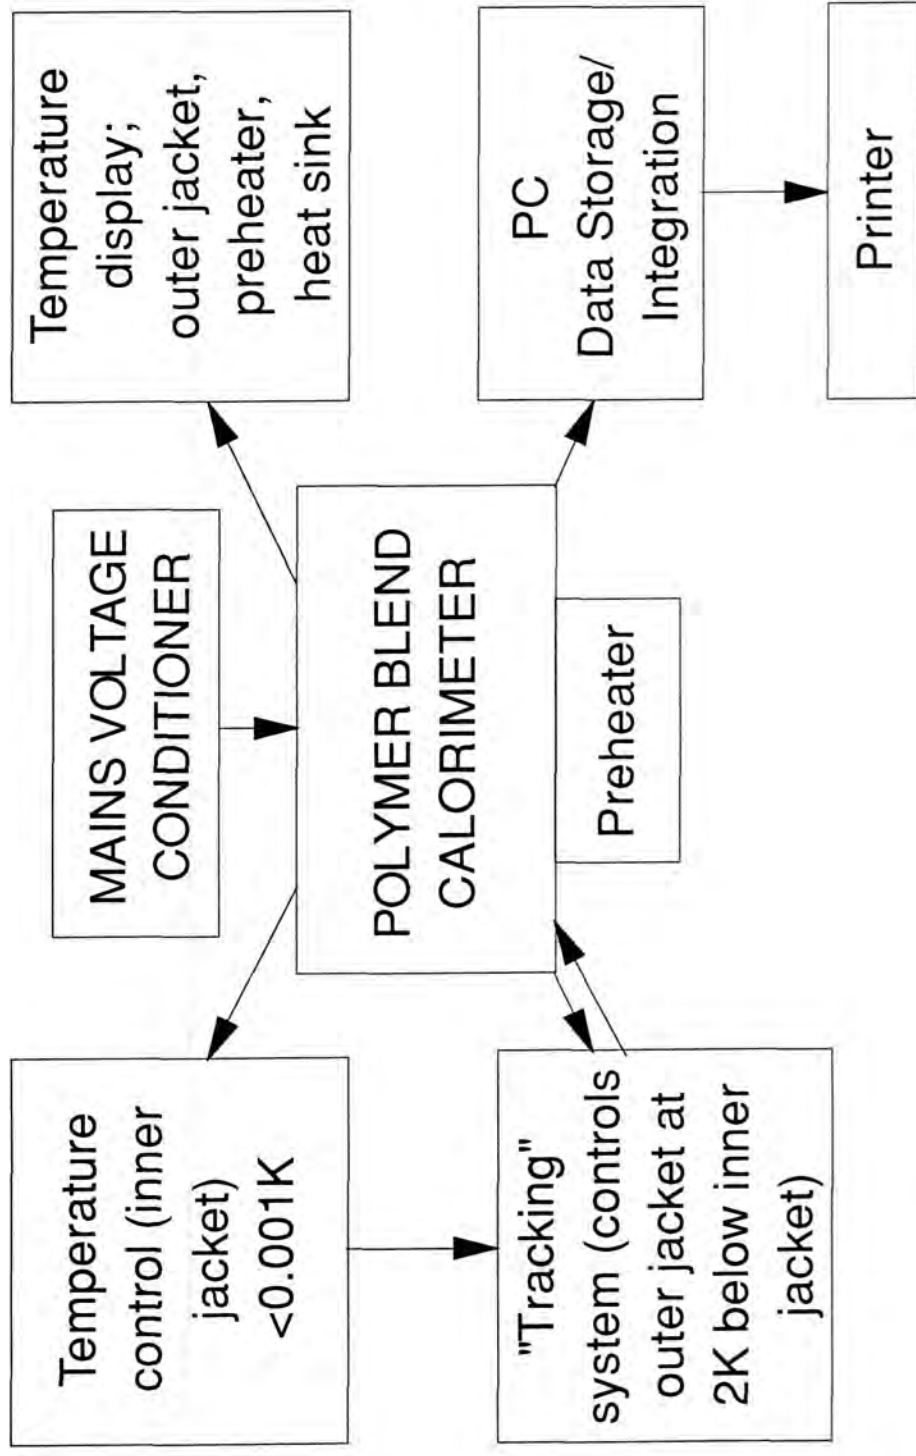 Temperature
control (inner
jacket)
<0.001K
MAINS VOLTAGE
CONDITIONER
Temperature
display;
outer jacket,
preheater,
heat sink
POLYMER BLEND
CALORIMETER
"Tracking"
system (controls
outer jacket at
2K below inner
jacket)
Preheater
PC
Data Storage/
Integration
Printer